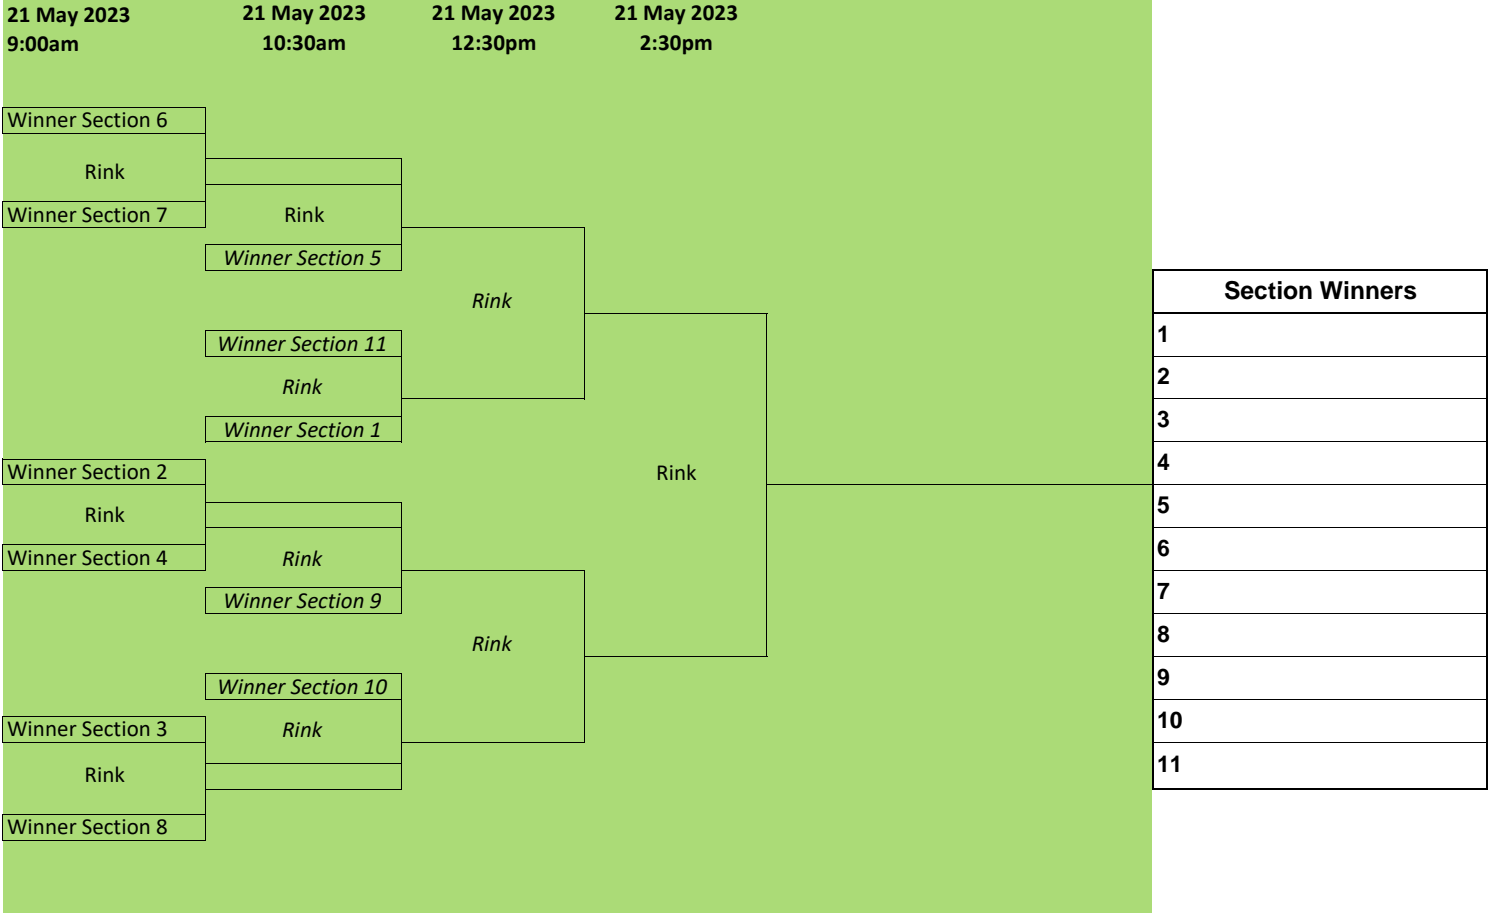 21 May 2023 21 May 2023 21 May 2023 21 May 2023
9:00am 10:30am 12:30pm 2:30pm
Winner Section 6
Rink
Winner Section 7 Rink
Winner Section 5
Section Winners
Rink
1
Winner Section 11
2
Rink
3
Winner Section 1
4
Winner Section 2 Rink
5
Rink
6
Winner Section 4 Rink
7
Winner Section 9
8
Rink
9
Winner Section 10
10
Winner Section 3 Rink
11
Rink
Winner Section 8